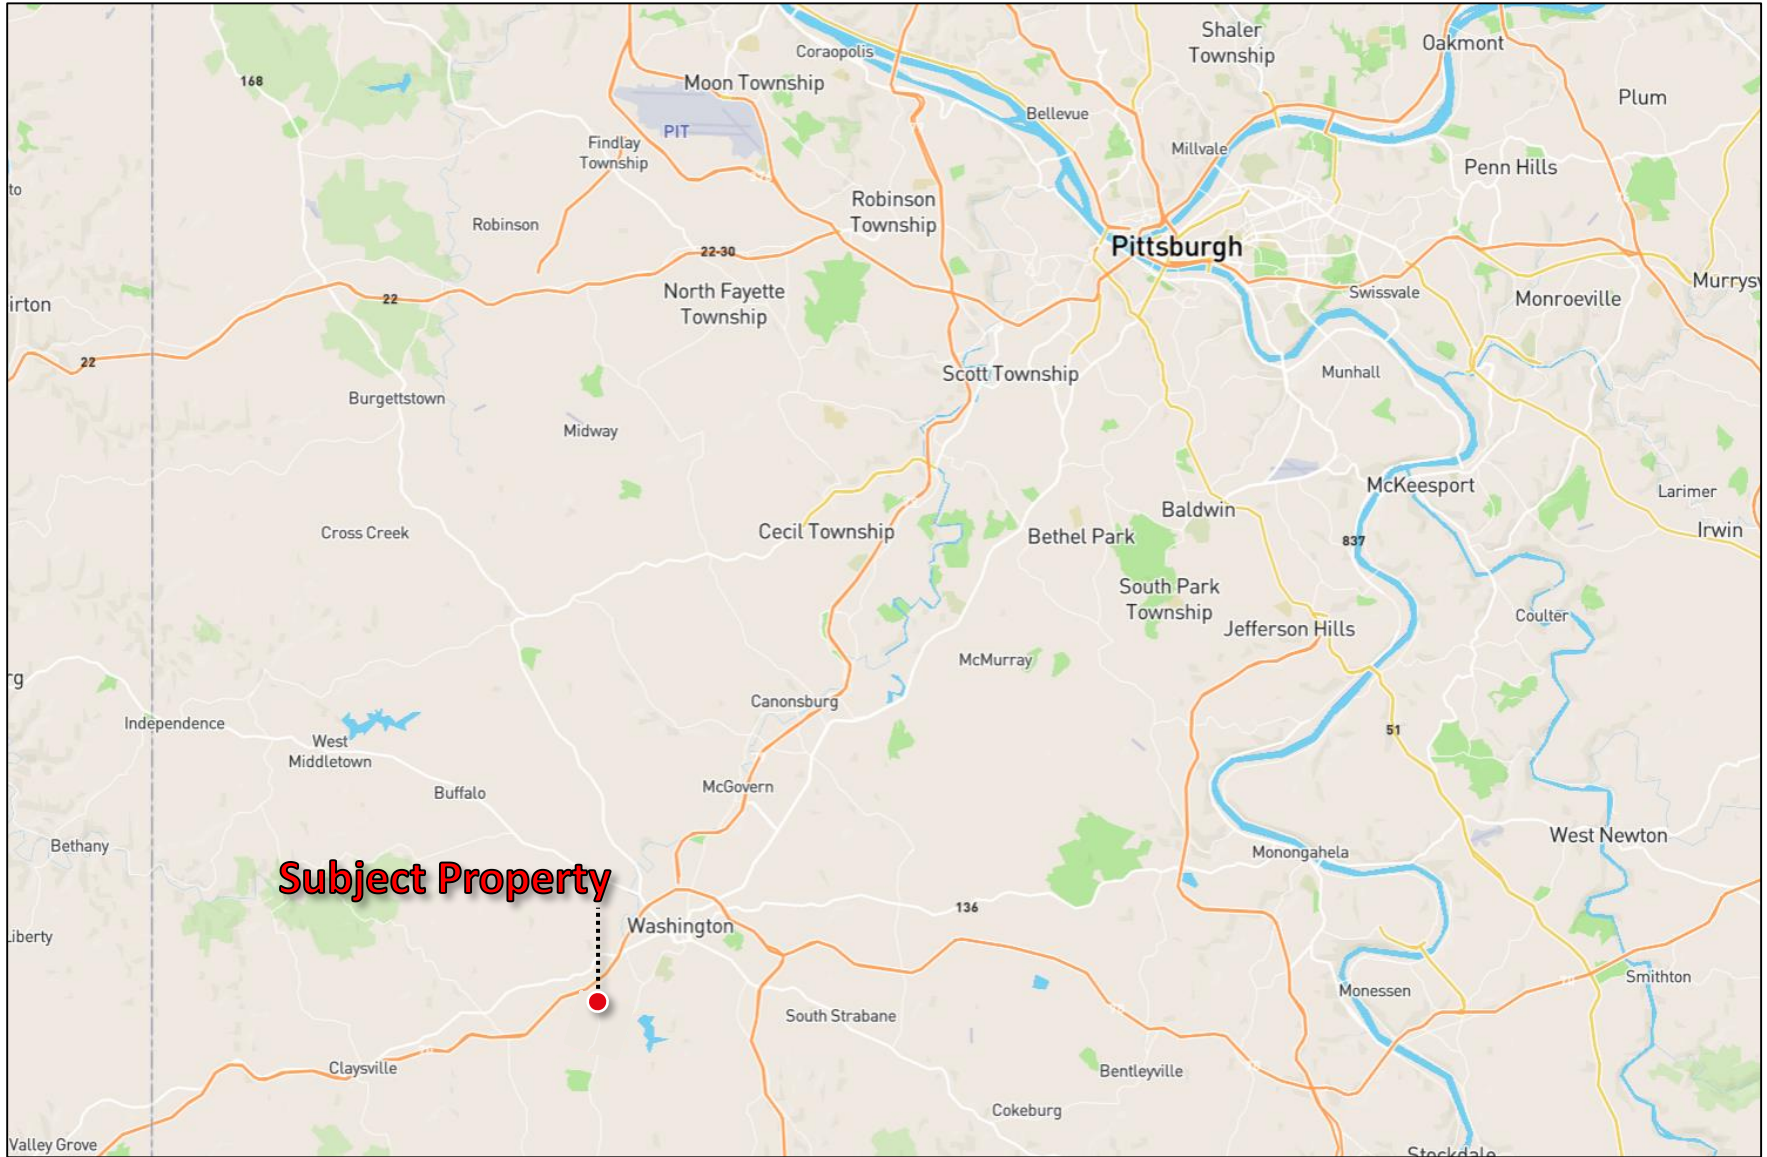 Shaler
Township
Oakmont
Coraopolis
168
Moon Township
Plum
Bellevue
PIT
Findlay
Township
Millvale
Penn Hills
to
Robinson
Township
Robinson
22-30
Pittsburgh
Murrysv
North Fayette
Township
22
Swissvale
Monroeville
irton
22
Scott Township
Munhall
Burgettstown
Midway
McKeesport
Larimer
Baldwin
Irwin
Cross Creek
Cecil Township
Bethel Park
837
South Park
Township
Coulter
Jefferson Hills
McMurray
rg
Canonsburg
Independence
51
West
Middletown
McGovern
Buffalo
West Newton
Bethany
Monongahela
Subject Property
136
Washington
Liberty
Smithton
Monessen
South Strabane
Claysville
Bentleyville
Cokeburg
Valley Grove
Stockdale